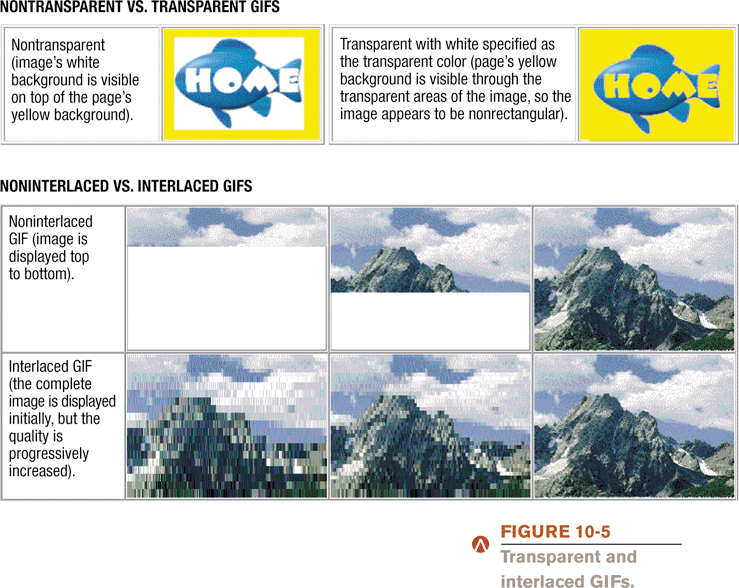 NONTRANSPARENT VS. TRANSPARENT GIFS
Nontransparent
(image's white
background is visible
on top of the page's
yellow background).
HOME
Transparent with white specified as
the transparent color (page's yellow
background is visible through the
transparent areas of the image, so the
image appears to be nonrectangular).
HOME
NONINTERLACED VS. INTERLACED GIFS
Noninterlaced
GIF (image is
displayed top
to bottom).
Interlaced GIF
(the complete
image is displayed
initially, but the
quality is
progressively
increased).
FIGURE 10-5
Transparent and
interlaced GIFs.